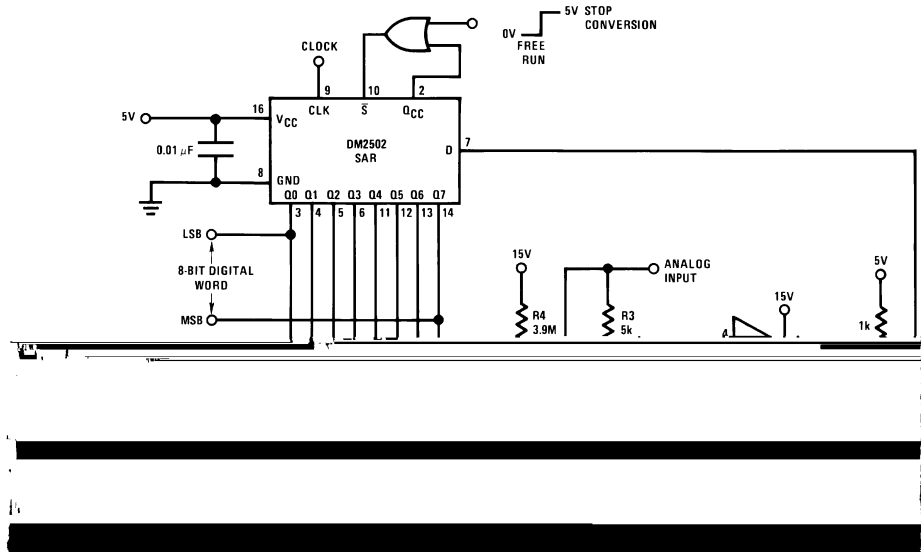 5V STOP
CONVERSION
0V
FREE
RUN
CLOCK
9
10
2
5V
16
VCC
CLK
S̅
QCC
0.01 μF
DM2502
SAR
D
7
8
GND
Q0 Q1 Q2 Q3 Q4 Q5 Q6 Q7
3 4 5 6 11 12 13 14
LSB
8-BIT DIGITAL
WORD
MSB
15V
R4
3.9M
ANALOG
INPUT
R3
5k
15V
5V
1k